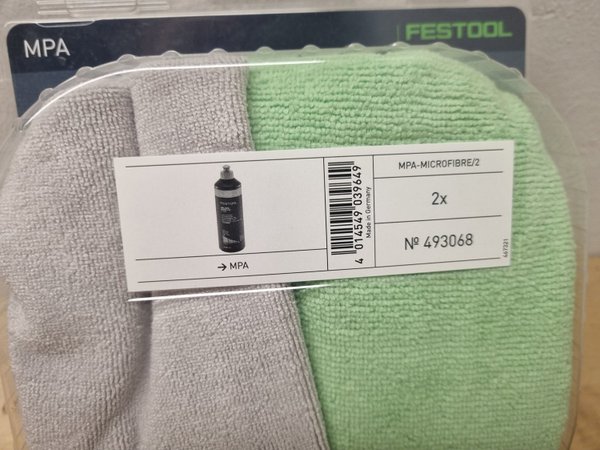 MPA
FESTOOL
MPA-MICROFIBRE/2
2x
Nº 493068
→ MPA
4 014549 039649
Made in Germany